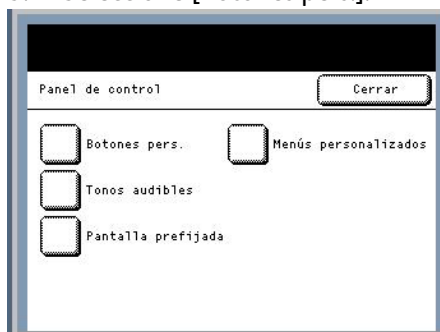 Panel de control
Cerrar
Botones pers.
Menús personalizados
Tonos audibles
Pantalla prefijada